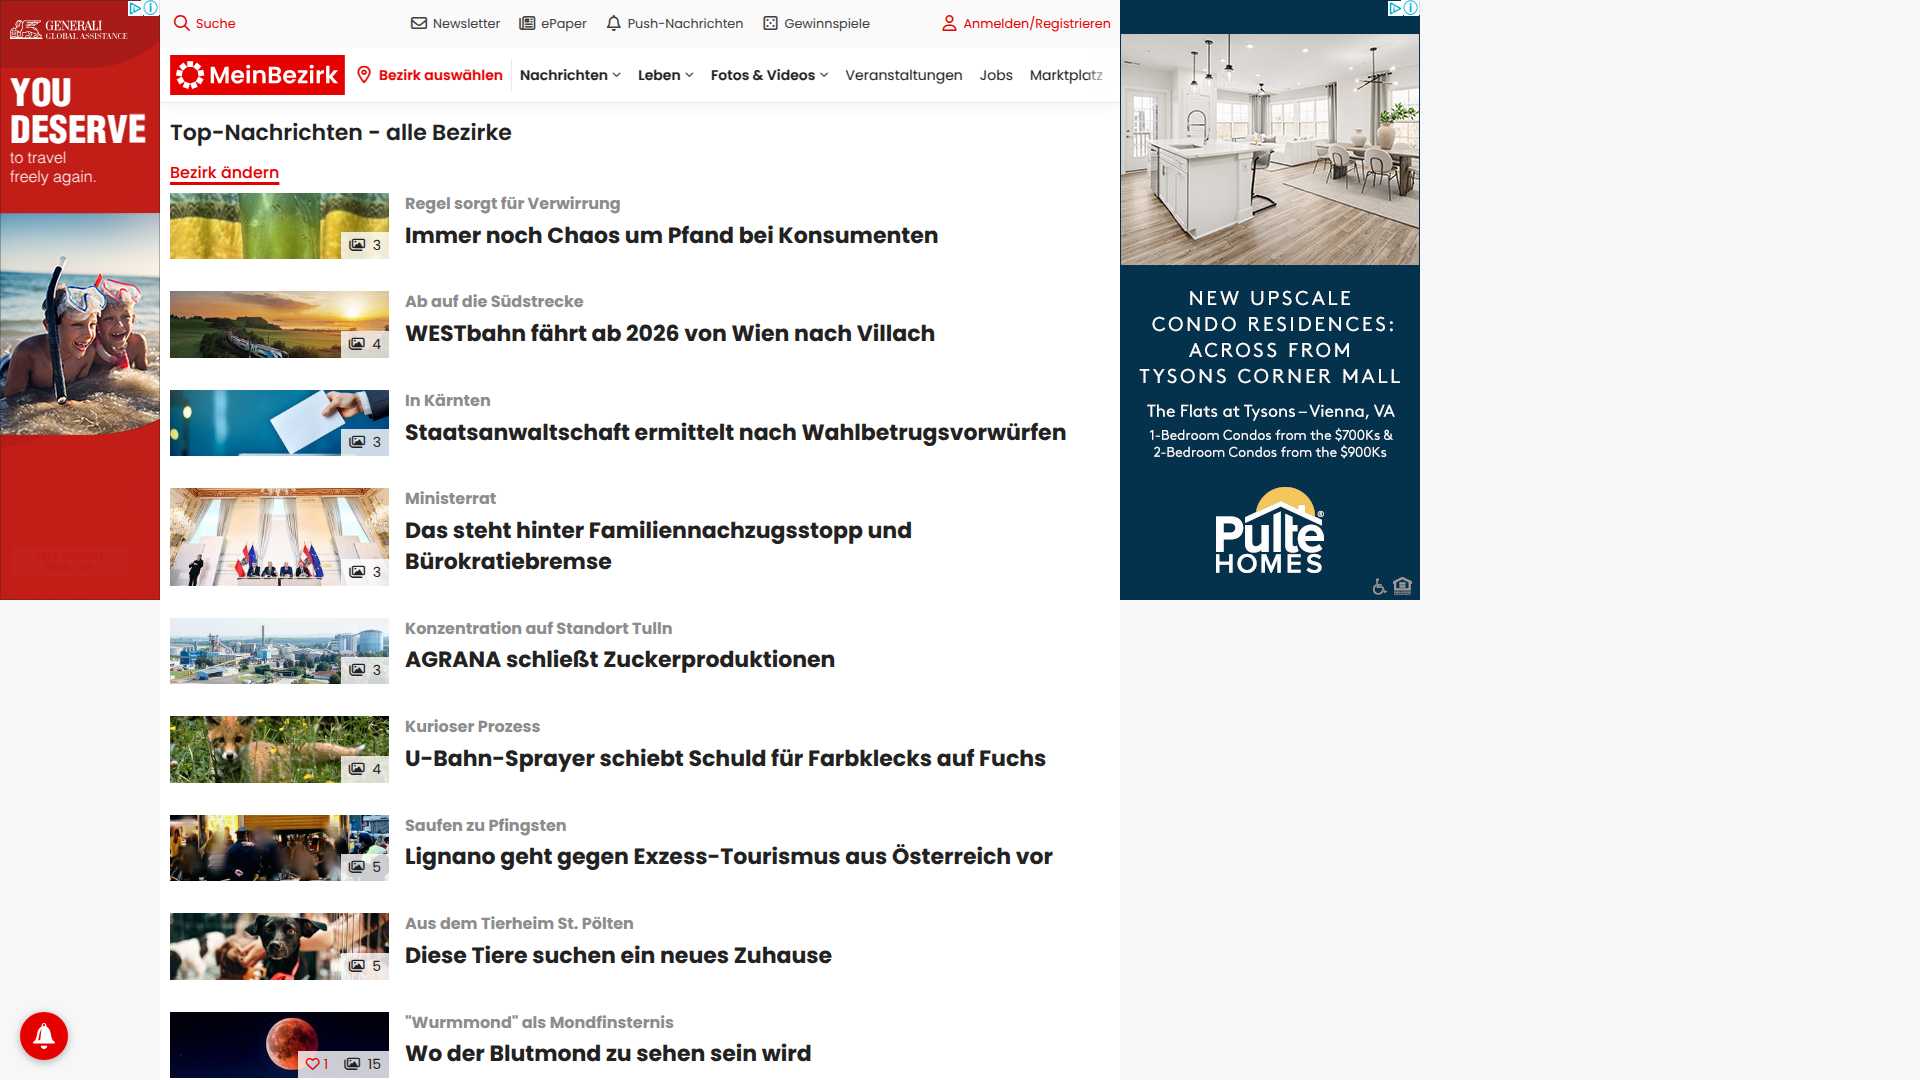 GENERALI
GLOBAL ASSISTANCE
YOU
DESERVE
to travel
freely again.
Suche
Newsletter
ePaper
Push-Nachrichten
Gewinnspiele
Anmelden/Registrieren
MeinBezirk
Bezirk auswählen
Nachrichten
Leben
Fotos & Videos
Veranstaltungen
Jobs
Marktplatz
Top-Nachrichten - alle Bezirke
Bezirk ändern
3
Regel sorgt für Verwirrung
Immer noch Chaos um Pfand bei Konsumenten
4
Ab auf die Südstrecke
WESTbahn fährt ab 2026 von Wien nach Villach
3
In Kärnten
Staatsanwaltschaft ermittelt nach Wahlbetrugsvorwürfen
3
Ministerrat
Das steht hinter Familiennachzugsstopp und
Bürokratiebremse
3
Konzentration auf Standort Tulln
AGRANA schließt Zuckerproduktionen
4
Kurioser Prozess
U-Bahn-Sprayer schiebt Schuld für Farbklecks auf Fuchs
5
Saufen zu Pfingsten
Lignano geht gegen Exzess-Tourismus aus Österreich vor
5
Aus dem Tierheim St. Pölten
Diese Tiere suchen ein neues Zuhause
1 15
"Wurmmond" als Mondfinsternis
Wo der Blutmond zu sehen sein wird
NEW UPSCALE
CONDO RESIDENCES:
ACROSS FROM
TYSONS CORNER MALL
The Flats at Tysons – Vienna, VA
1-Bedroom Condos from the $700Ks &
2-Bedroom Condos from the $900Ks
Pulte®
HOMES